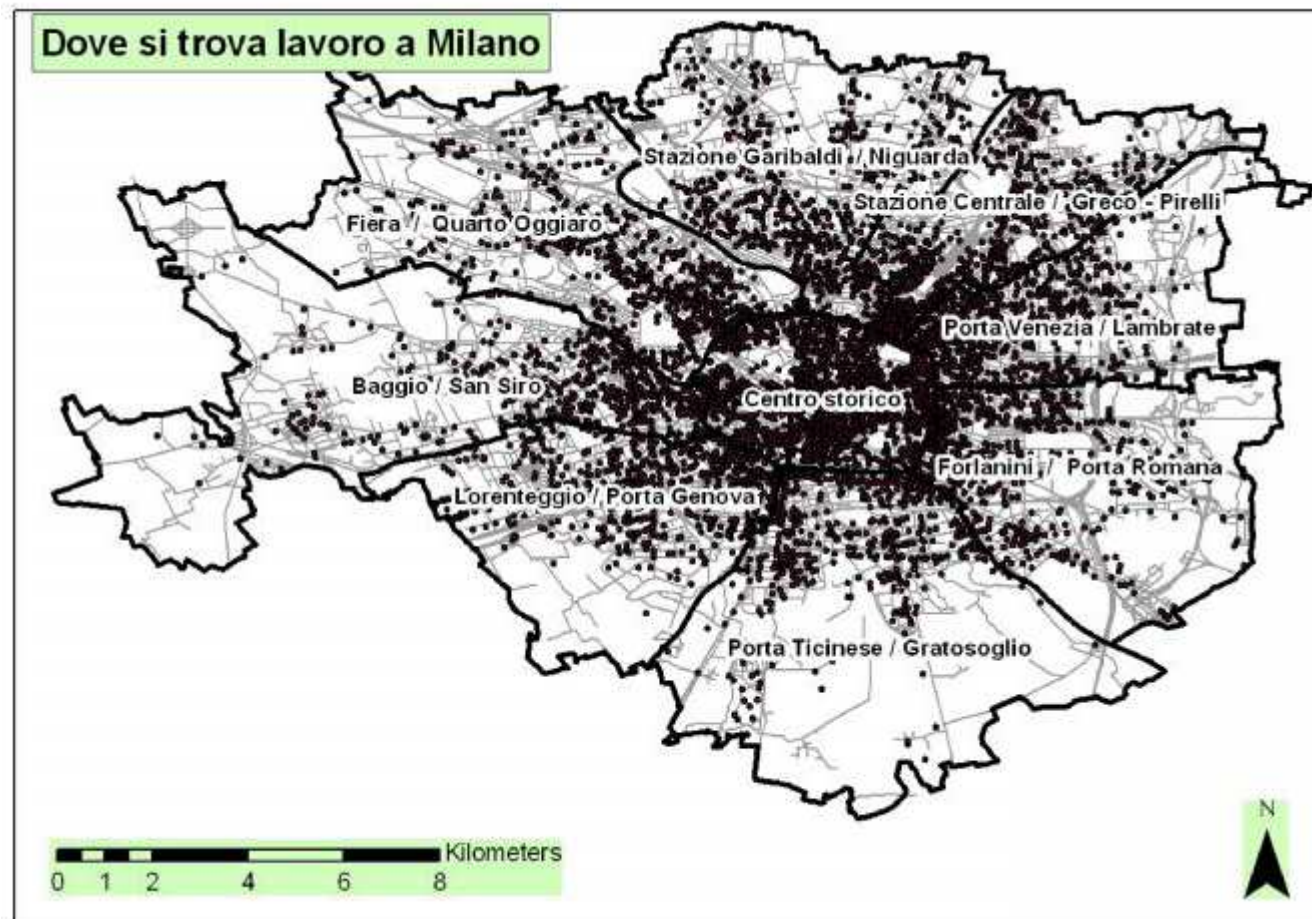 Dove si trova lavoro a Milano
Stazione Garibaldi / Niguarda
Stazione Centrale / Greco - Pirelli
Fiera / Quarto Oggiaro
Porta Venezia / Lambrate
Baggio / San Siro
Centro storico
Forlanini / Porta Romana
Lorenteggio / Porta Genova
Porta Ticinese / Gratosoglio
N
Kilometers
0 1 2 4 6 8